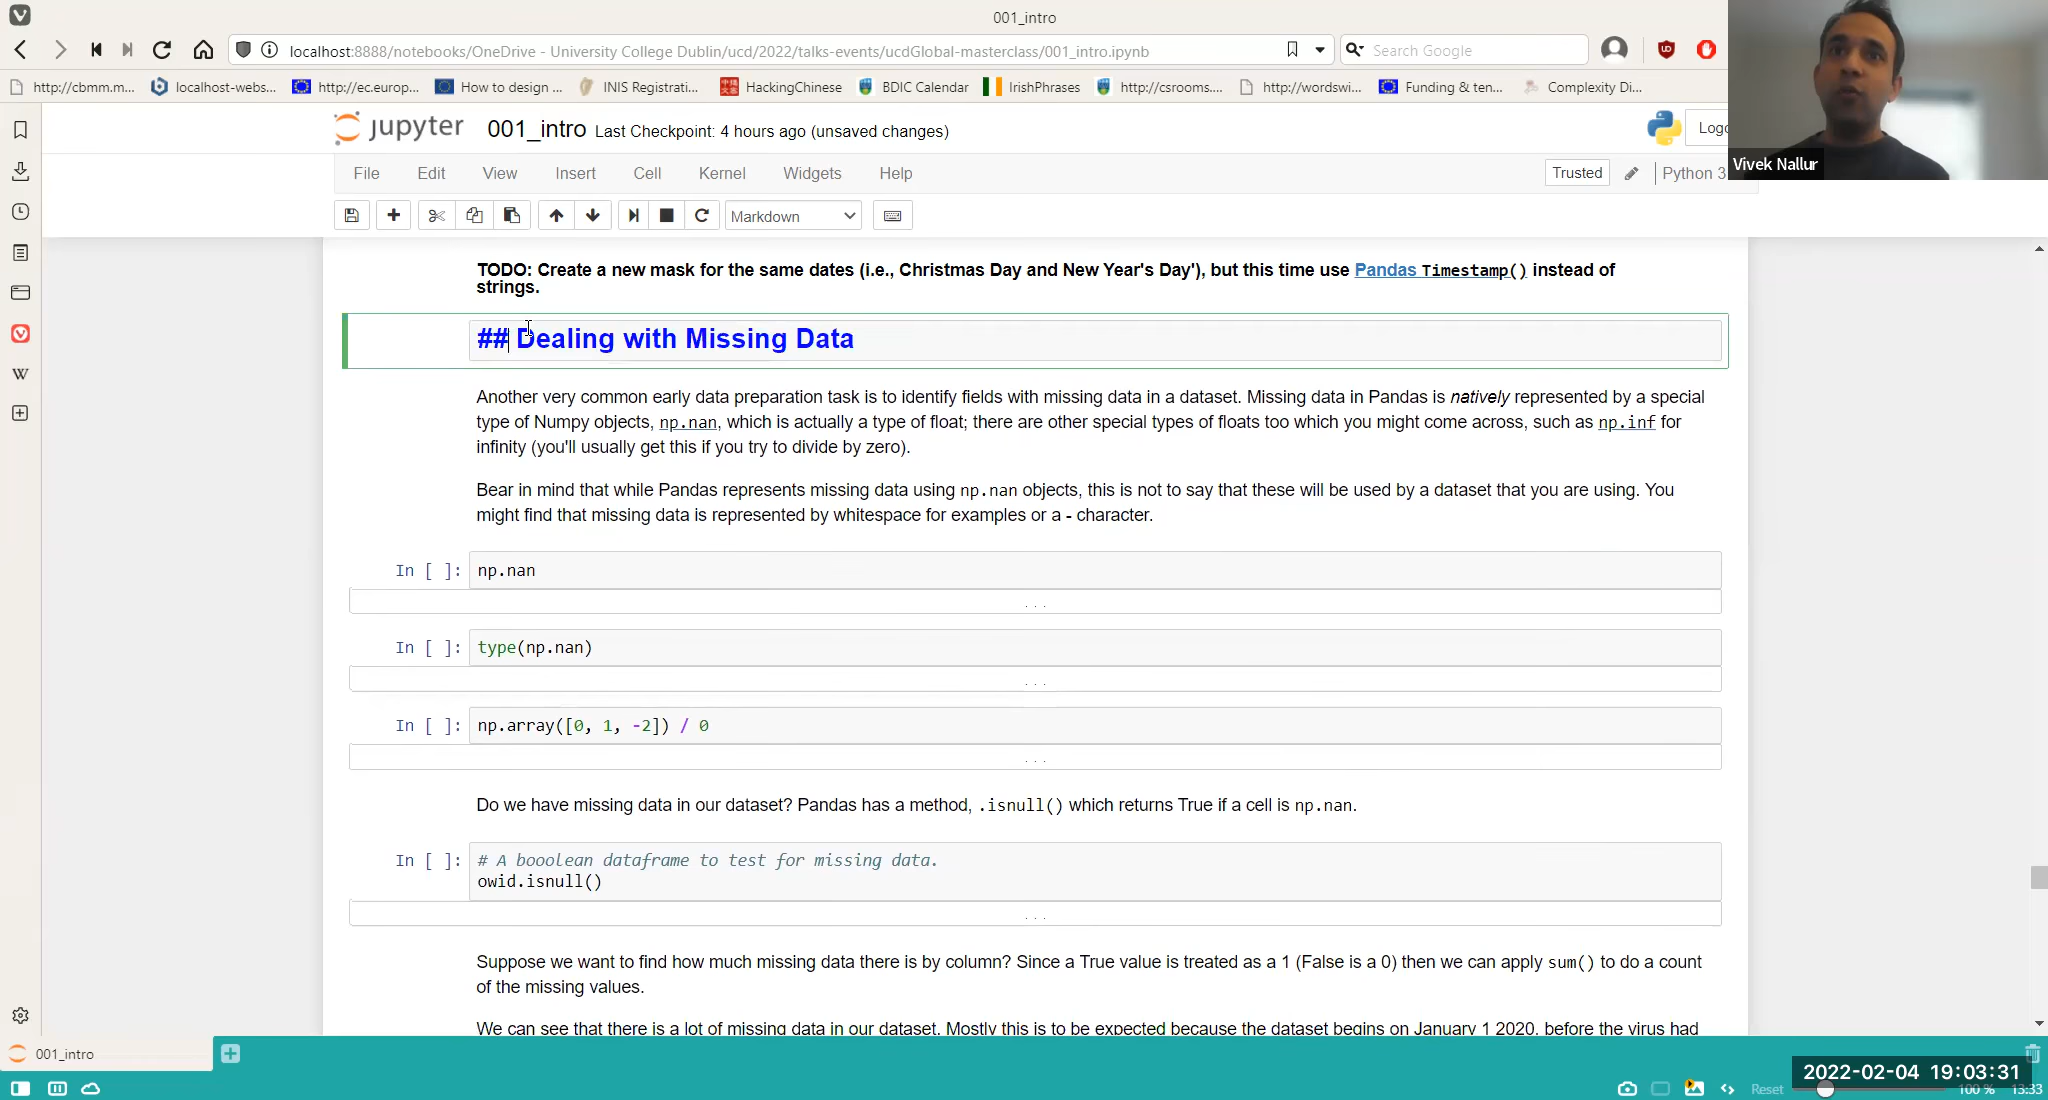 001_intro
localhost:8888/notebooks/OneDrive - University College Dublin/ucd/2022/talks-events/ucdGlobal-masterclass/001_intro.ipynb
Search Google
http://cbmm.m... localhost-webs... http://ec.europ... How to design ... INIS Registrati... HackingChinese BDIC Calendar IrishPhrases http://csrooms.... http://wordswi... Funding & ten... Complexity Di...
jupyter 001_intro Last Checkpoint: 4 hours ago (unsaved changes)
Vivek Nallur
File Edit View Insert Cell Kernel Widgets Help Trusted Python 3
Markdown
TODO: Create a new mask for the same dates (i.e., Christmas Day and New Year's Day'), but this time use Pandas Timestamp() instead of
strings.
## Dealing with Missing Data
Another very common early data preparation task is to identify fields with missing data in a dataset. Missing data in Pandas is natively represented by a special
type of Numpy objects, np.nan, which is actually a type of float; there are other special types of floats too which you might come across, such as np.inf for
infinity (you'll usually get this if you try to divide by zero).
Bear in mind that while Pandas represents missing data using np.nan objects, this is not to say that these will be used by a dataset that you are using. You
might find that missing data is represented by whitespace for examples or a - character.
In [ ]: np.nan
...
In [ ]: type(np.nan)
...
In [ ]: np.array([0, 1, -2]) / 0
...
Do we have missing data in our dataset? Pandas has a method, .isnull() which returns True if a cell is np.nan.
In [ ]: # A booolean dataframe to test for missing data.
owid.isnull()
...
Suppose we want to find how much missing data there is by column? Since a True value is treated as a 1 (False is a 0) then we can apply sum() to do a count
of the missing values.
We can see that there is a lot of missing data in our dataset. Mostly this is to be expected because the dataset begins on January 1 2020, before the virus had
001_intro
2022-02-04 19:03:31
Reset 100 % 13:33